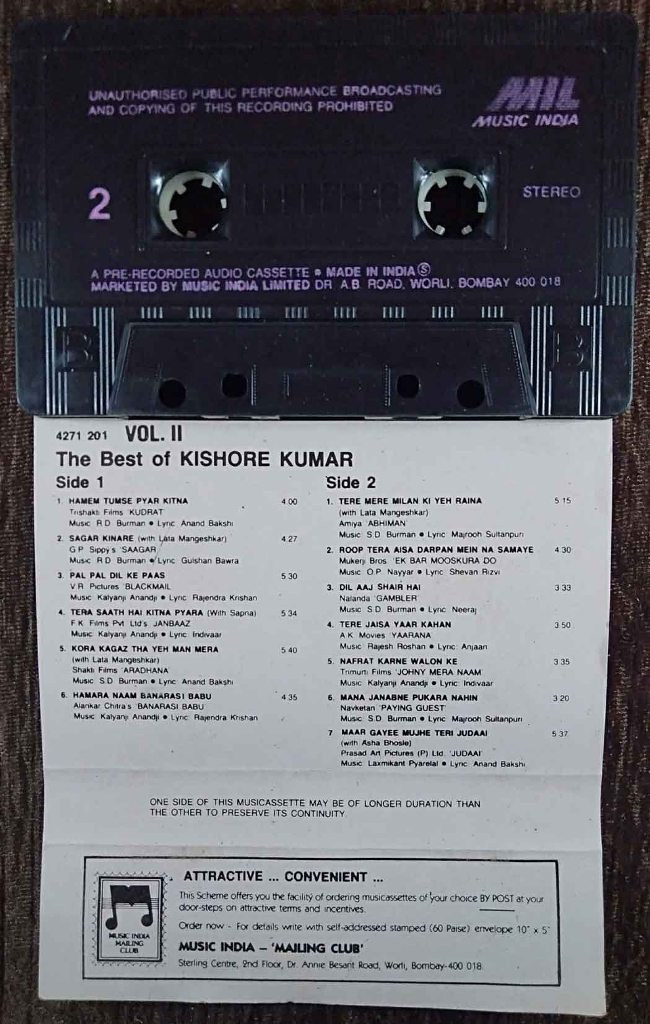 UNAUTHORISED PUBLIC PERFORMANCE BROADCASTING
AND COPYING OF THIS RECORDING PROHIBITED
MIL
MUSIC INDIA
2
STEREO
A PRE-RECORDED AUDIO CASSETTE • MADE IN INDIA Ⓢ
MARKETED BY MUSIC INDIA LIMITED DR. A.B. ROAD, WORLI, BOMBAY 400 018
B B
4271 201 VOL. II
The Best of KISHORE KUMAR
Side 1
1. HAMEM TUMSE PYAR KITNA 4.00
Trishakti Films 'KUDRAT'
Music: R.D. Burman • Lyric: Anand Bakshi
2. SAGAR KINARE (with Lata Mangeshkar) 4.27
G.P. Sippy's 'SAAGAR'
Music: R.D. Burman • Lyric: Gulshan Bawra
3. PAL PAL DIL KE PAAS 5.30
V.R. Pictures 'BLACKMAIL'
Music: Kalyanji Anandji • Lyric: Rajendra Krishan
4. TERA SAATH HAI KITNA PYARA (With Sapna) 5.34
F.K. Films Pvt Ltd's 'JANBAAZ'
Music: Kalyanji Anandji • Lyric: Indivaar
5. KORA KAGAZ THA YEH MAN MERA 5.40
(with Lata Mangeshkar)
Shakti Films 'ARADHANA'
Music: S.D. Burman • Lyric: Anand Bakshi
6. HAMARA NAAM BANARASI BABU 4.35
Alankar Chitra's 'BANARASI BABU'
Music: Kalyanji Anandji • Lyric: Rajendra Krishan
Side 2
1. TERE MERE MILAN KI YEH RAINA 5.15
(with Lata Mangeshkar)
Amiya 'ABHIMAN'
Music: S.D. Burman • Lyric: Majrooh Sultanpuri
2. ROOP TERA AISA DARPAN MEIN NA SAMAYE 4.30
Mukerji Bros. 'EK BAR MOOSKURA DO'
Music: O.P. Nayyar • Lyric: Shevan Rizvi
3. DIL AAJ SHAIR HAI 3.33
Nalanda 'GAMBLER'
Music: S.D. Burman • Lyric: Neeraj
4. TERE JAISA YAAR KAHAN 3.50
A.K. Movies 'YAARANA'
Music: Rajesh Roshan • Lyric: Anjaan
5. NAFRAT KARNE WALON KE 3.35
Trimurti Films 'JOHNY MERA NAAM'
Music: Kalyanji Anandji • Lyric: Indivaar
6. MANA JANABNE PUKARA NAHIN 3.20
Navketan 'PAYING GUEST'
Music: S.D. Burman • Lyric: Majrooh Sultanpuri
7 MAAR GAYEE MUJHE TERI JUDAAI 5.37
(with Asha Bhosle)
Prasad Art Pictures (P) Ltd. 'JUDAAI'
Music: Laxmikant Pyarelal • Lyric: Anand Bakshi
ONE SIDE OF THIS MUSICASSETTE MAY BE OF LONGER DURATION THAN
THE OTHER TO PRESERVE ITS CONTINUITY.
MUSIC INDIA
MAILING
CLUB
ATTRACTIVE ... CONVENIENT ...
This Scheme offers you the facility of ordering musicassettes of your choice BY POST at your
door-steps on attractive terms and incentives.
Order now - For details write with self-addressed stamped (60 Paise) envelope 10" x 5"
MUSIC INDIA – 'MAILING CLUB'
Sterling Centre, 2nd Floor, Dr. Annie Besant Road, Worli, Bombay-400 018.